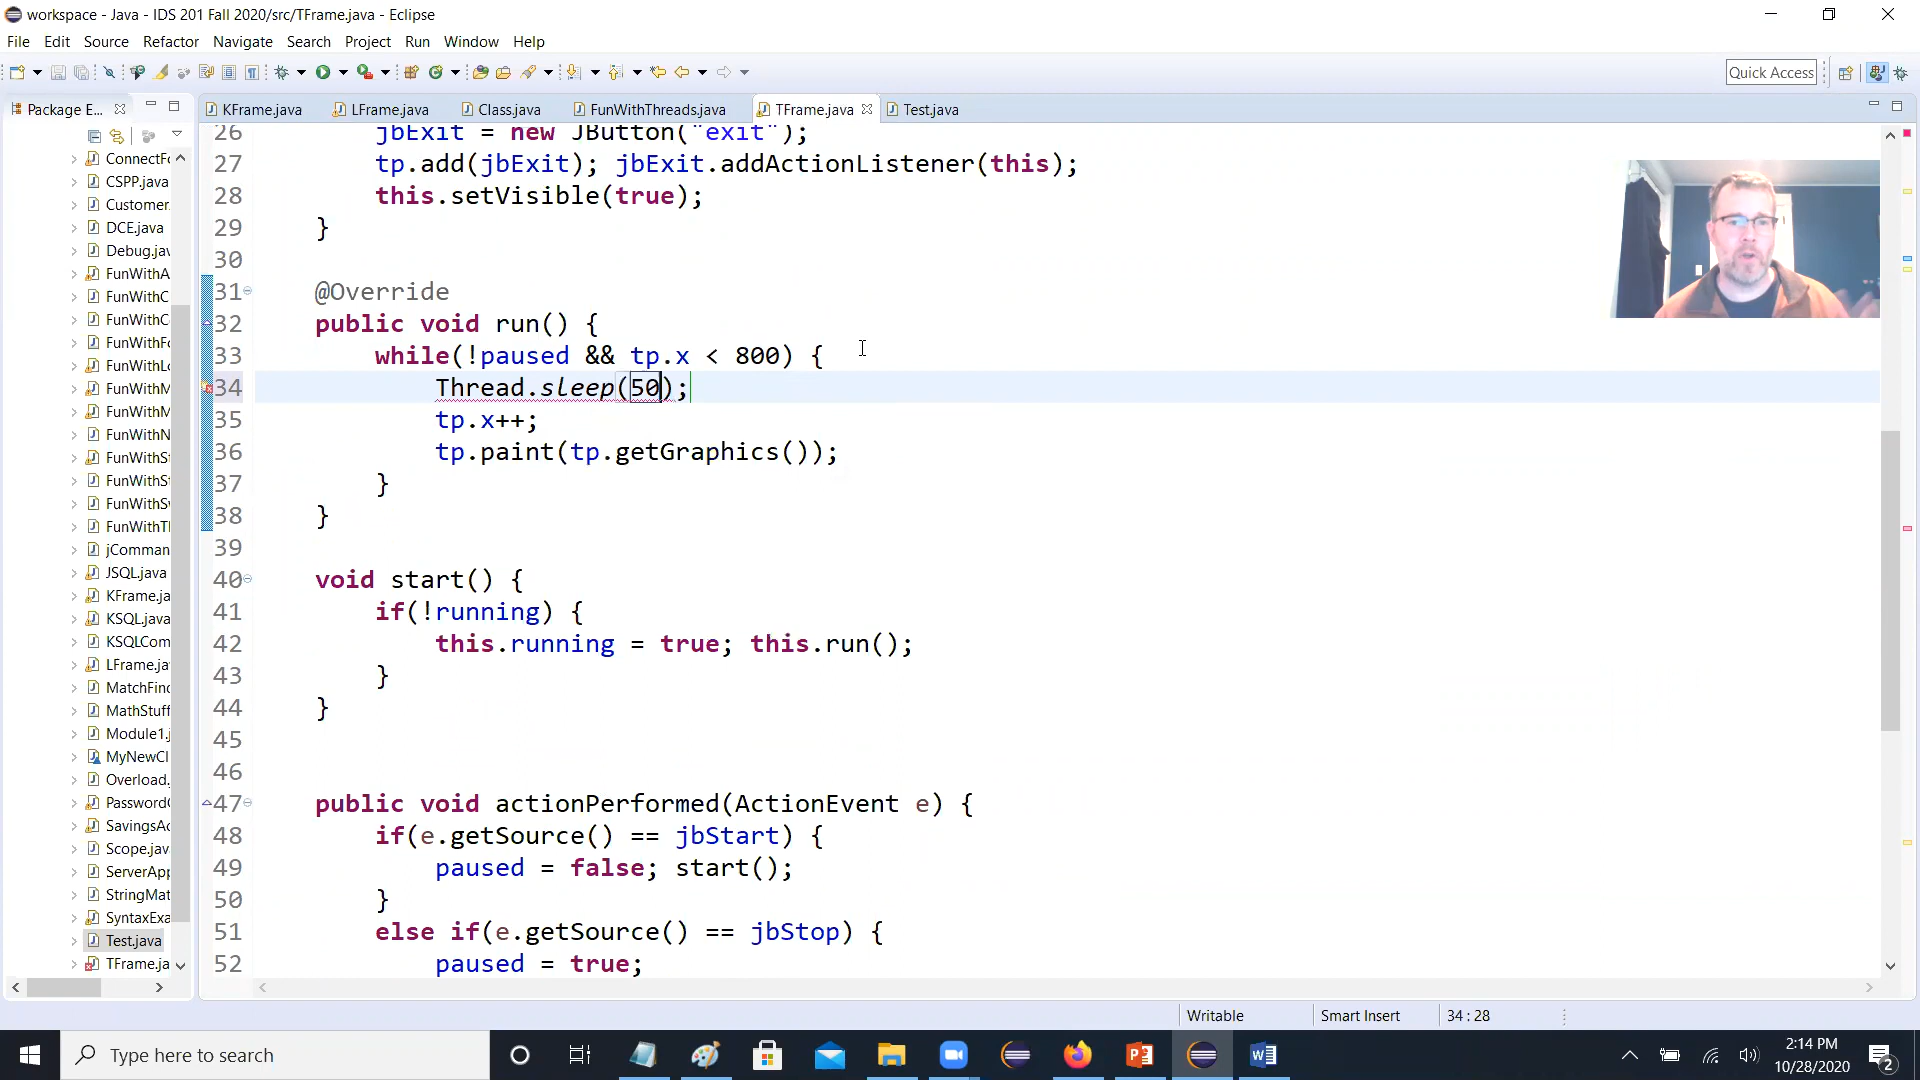 workspace - Java - IDS 201 Fall 2020/src/TFrame.java - Eclipse
File Edit Source Refactor Navigate Search Project Run Window Help
Quick Access
Package E...
KFrame.java LFrame.java Class.java FunWithThreads.java TFrame.java Test.java
ConnectFo
CSPP.java
Customer.
DCE.java
Debug.jav
FunWithA
FunWithC
FunWithCo
FunWithFo
FunWithLo
FunWithM
FunWithM
FunWithN
FunWithSt
FunWithSt
FunWithSv
FunWithTh
jComman
JSQL.java
KFrame.ja
KSQL.java
KSQLCom
LFrame.ja
MatchFind
MathStuff
Module1.j
MyNewCl
Overload.
Password
SavingsAc
Scope.jav
ServerApp
StringMat
SyntaxExa
Test.java
TFrame.ja
26 jbExit = new JButton("exit");
27 tp.add(jbExit); jbExit.addActionListener(this);
28 this.setVisible(true);
29 }
30
31 @Override
32 public void run() {
33 while(!paused && tp.x < 800) {
34 Thread.sleep(50);
35 tp.x++;
36 tp.paint(tp.getGraphics());
37 }
38 }
39
40 void start() {
41 if(!running) {
42 this.running = true; this.run();
43 }
44 }
45
46
47 public void actionPerformed(ActionEvent e) {
48 if(e.getSource() == jbStart) {
49 paused = false; start();
50 }
51 else if(e.getSource() == jbStop) {
52 paused = true;
Writable Smart Insert 34 : 28
Type here to search
2:14 PM
10/28/2020
2